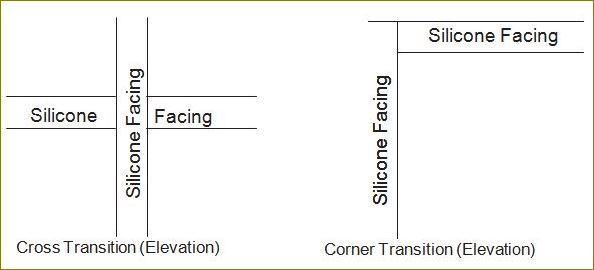 Silicone Facing
Silicone Facing
Cross Transition (Elevation)
Silicone Facing
Silicone Facing
Corner Transition (Elevation)